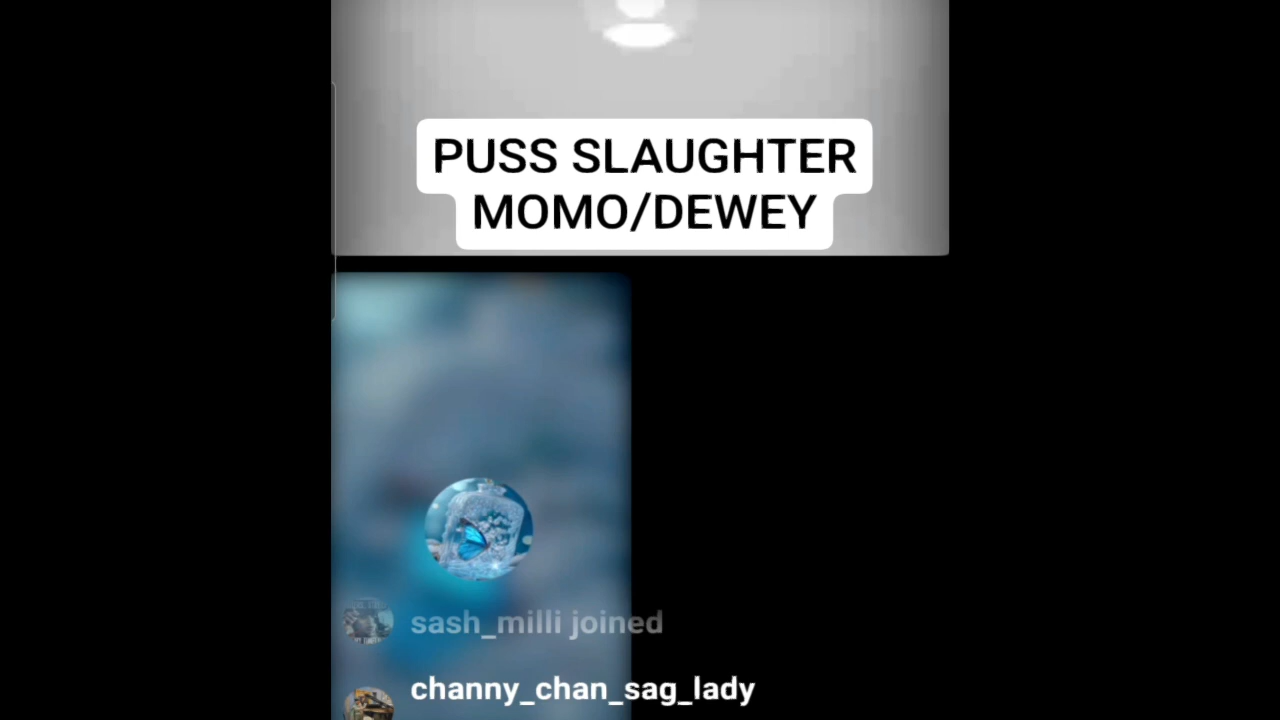 PUSS SLAUGHTER
MOMO/DEWEY
sash_milli joined
channy_chan_sag_lady